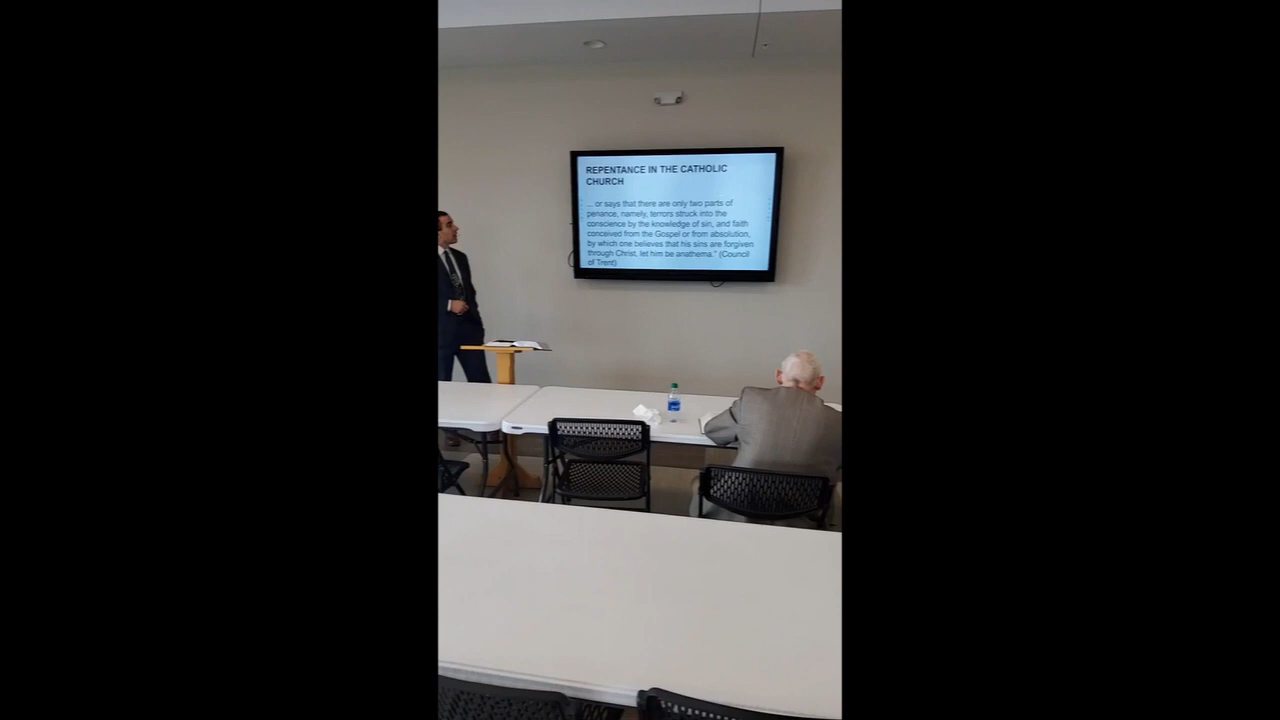 REPENTANCE IN THE CATHOLIC
CHURCH
... or says that there are only two parts of
penance, namely, terrors struck into the
conscience by the knowledge of sin, and faith
conceived from the Gospel or from absolution,
by which one believes that his sins are forgiven
through Christ, let him be anathema." (Council
of Trent)